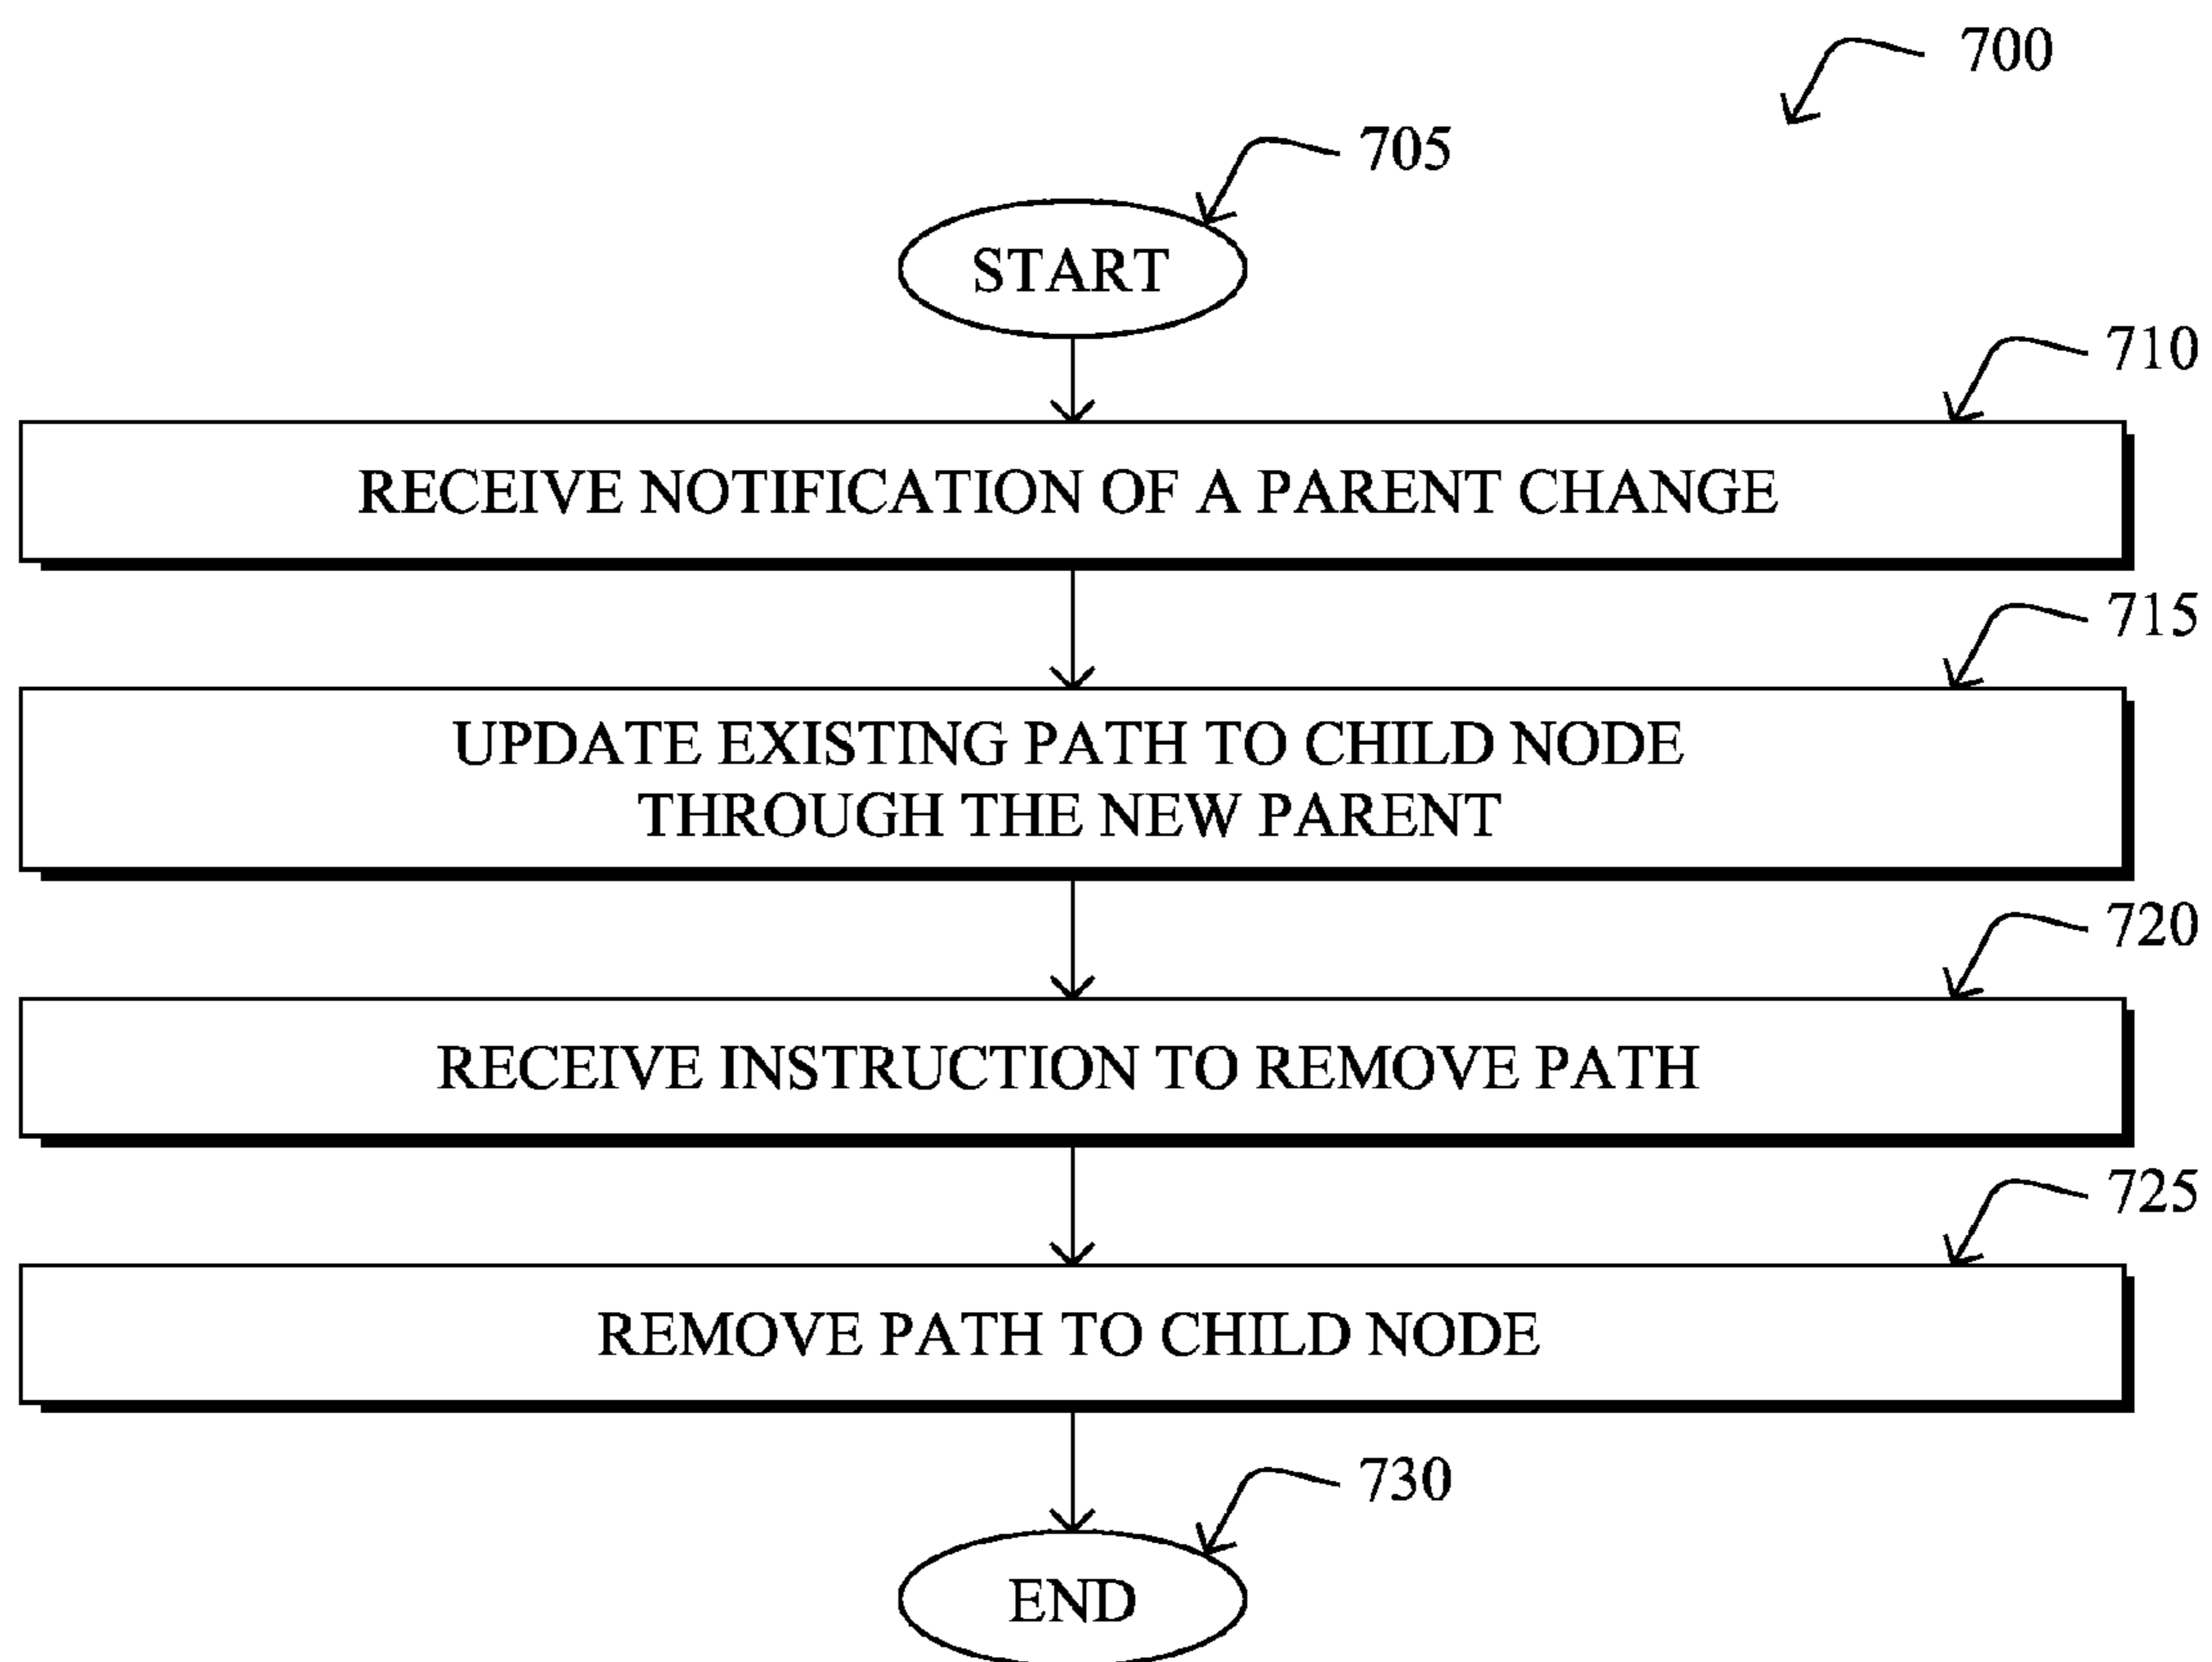 700
705
START
710
RECEIVE NOTIFICATION OF A PARENT CHANGE
715
UPDATE EXISTING PATH TO CHILD NODE
THROUGH THE NEW PARENT
720
RECEIVE INSTRUCTION TO REMOVE PATH
725
REMOVE PATH TO CHILD NODE
730
END